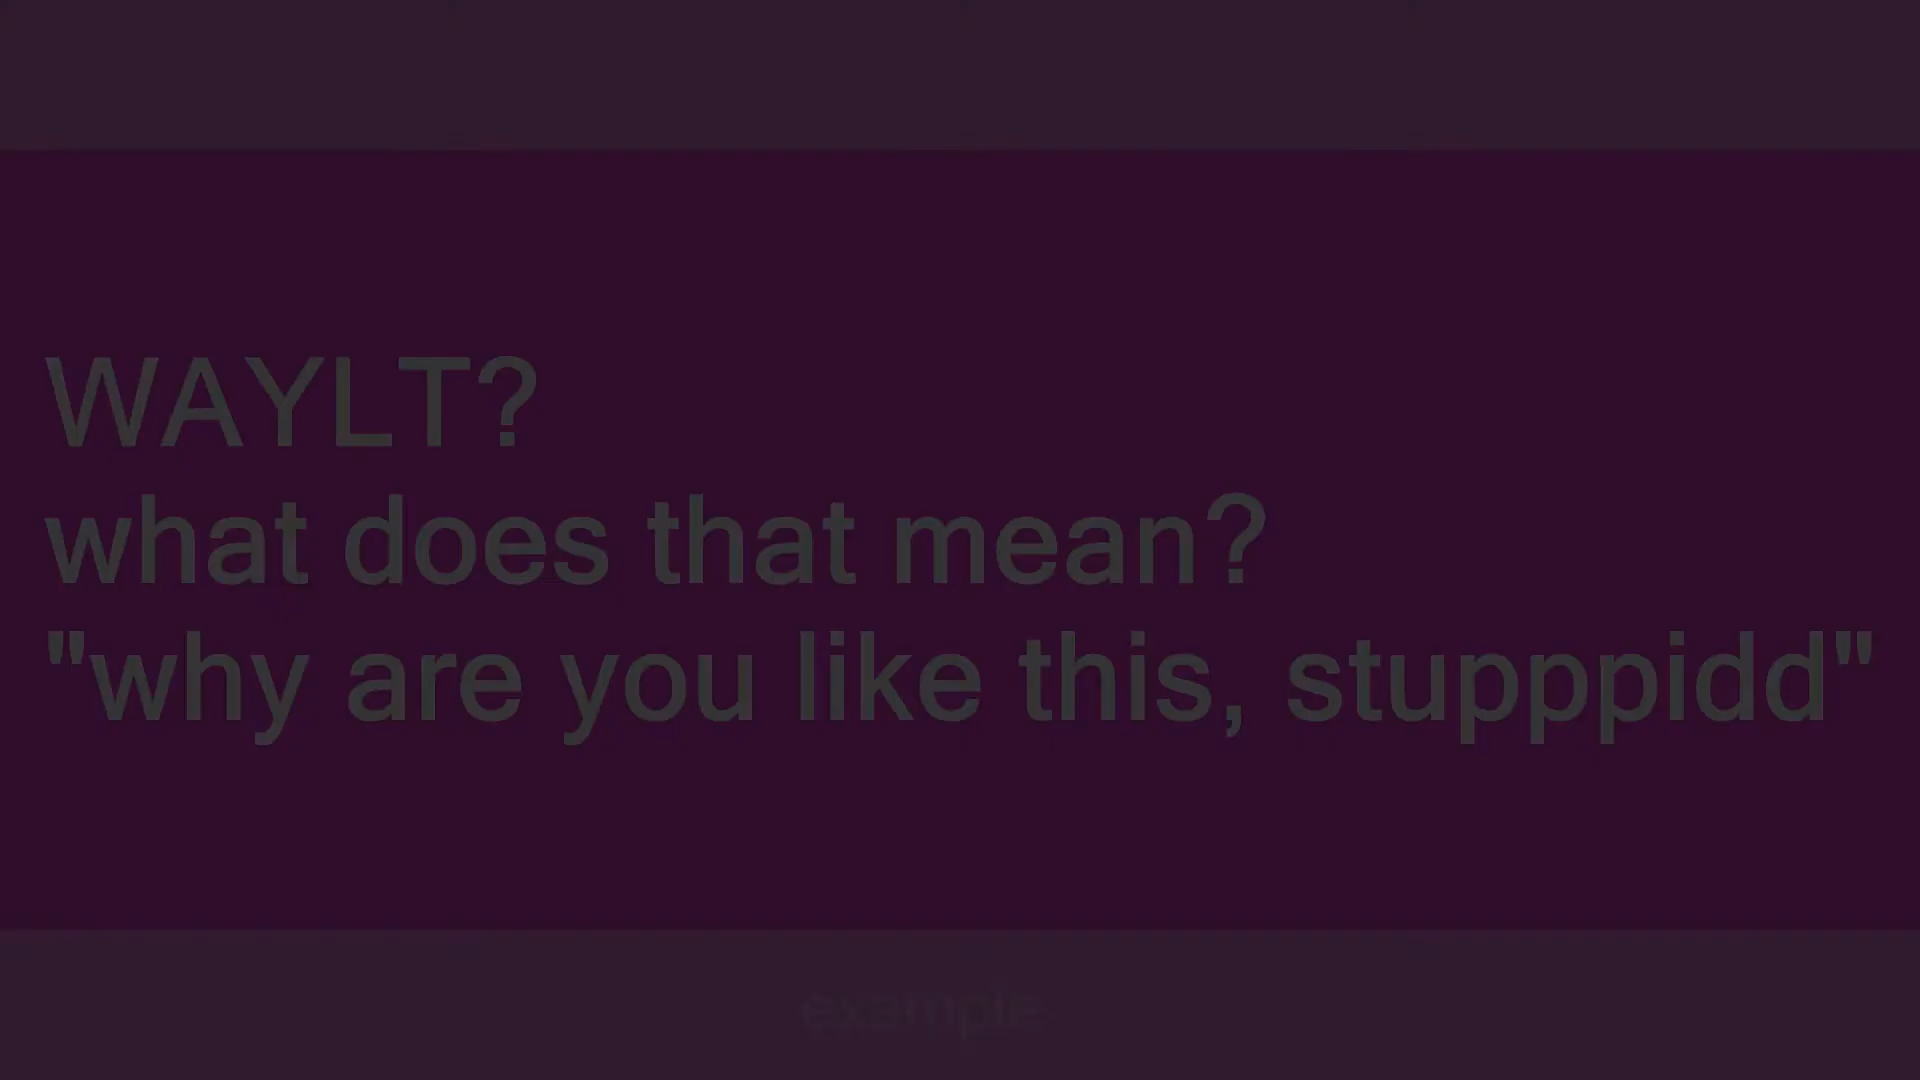 WAYLT?
what does that mean?
"why are you like this, stupppidd"
example